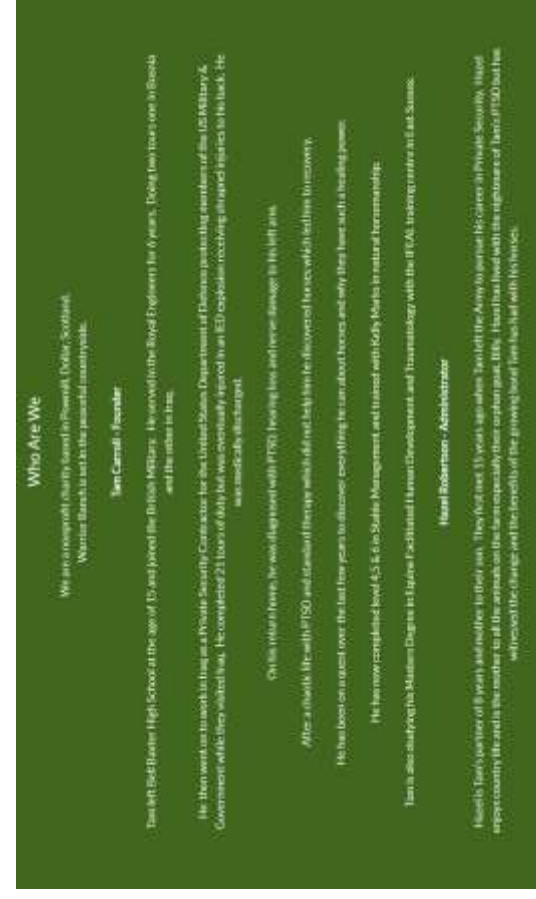 Who Are We
We are a nonprofit charity based in Powmill, Dollar, Scotland.
Warrior Ranch is set in the peaceful countryside.
Carroll - Founder
left Bell Baxter High School at the age of 15 and joined the British Military. He served in the Royal Engineers for 6 years. Doing two tours one in
and the other in Iraq.
He then went on to work in Iraq as a Private Security Contractor for the United States Department of Defense protecting members of the US Military &
Government while they visited Iraq. He completed 21 tours of duty but was eventually injured in an IED explosion receiving injuries to his back. He
was medically discharged.
On his return home, he was diagnosed with PTSD, hearing loss and nerve damage to his left arm.
After a chaotic life with PTSD and standard therapy which did not help him he discovered horses which led him to recovery.
He has been on a quest over the last few years to discover everything he can about horses and why they have such a healing power.
He has now completed level 4,5 & 6 in Stable Management and trained with Kelly Marks in natural horsemanship.
is also studying his Masters Degree in Equine Facilitated Human Development and Traumatology with the IFEAL training centre in East Sussex.
Hazel Robertson - Administrator
Hazel is partner of 8 years and mother to their son. They first met 15 years ago when left the Army to pursue his career in Private Security. Hazel
enjoys country life and is the mother to all the animals on the farm especially their orphan goat, Billy. Hazel has lived with the nightmare of PTSD but has
witnessed the change and the benefits of the growing bond has had with his horses.